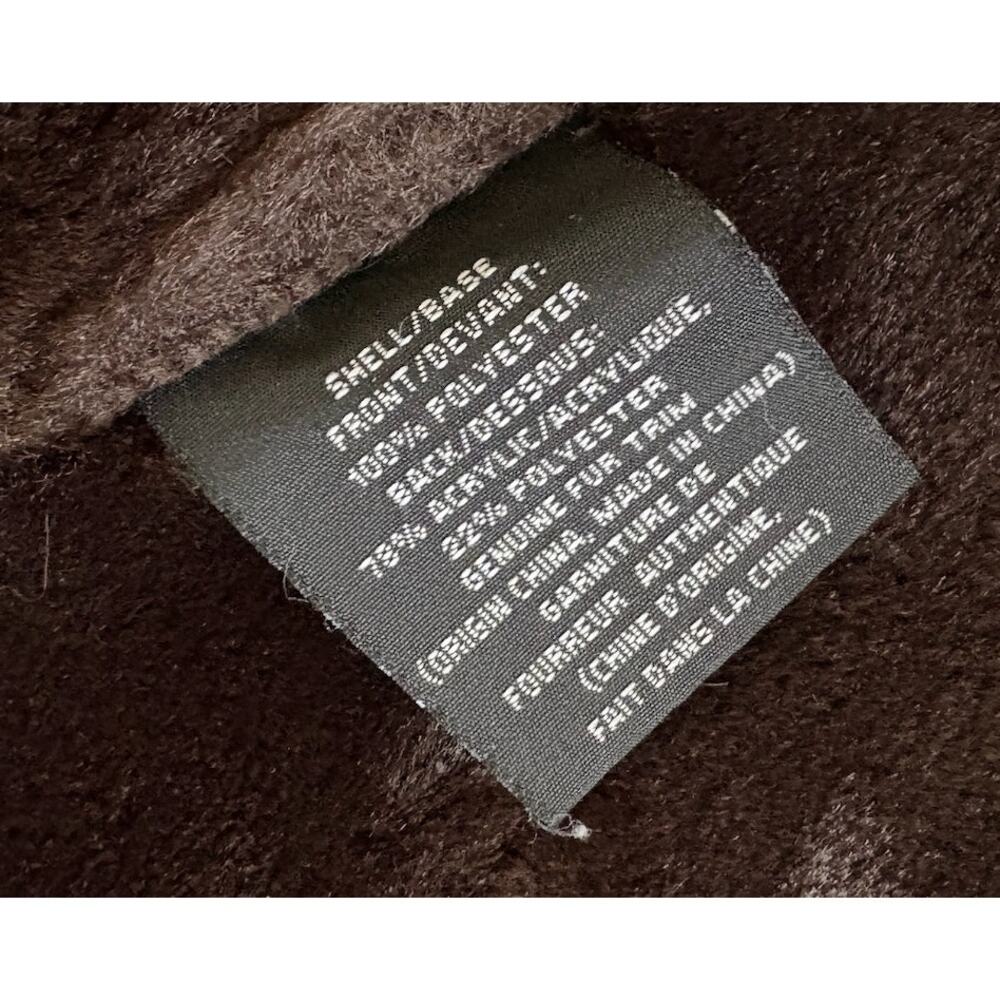 SHELL/BASE
FRONT/DEVANT:
100% POLYESTER
BACK/DESSOUS:
78% ACRYLIC/ACRYLIQUE,
22% POLYESTER
GENUINE FUR TRIM
(ORIGIN CHINA, MADE IN CHINA)
GARNITURE DE
FOURREUR AUTHENTIQUE
(CHINE D'ORIGINE,
FAIT DANS LA CHINE)